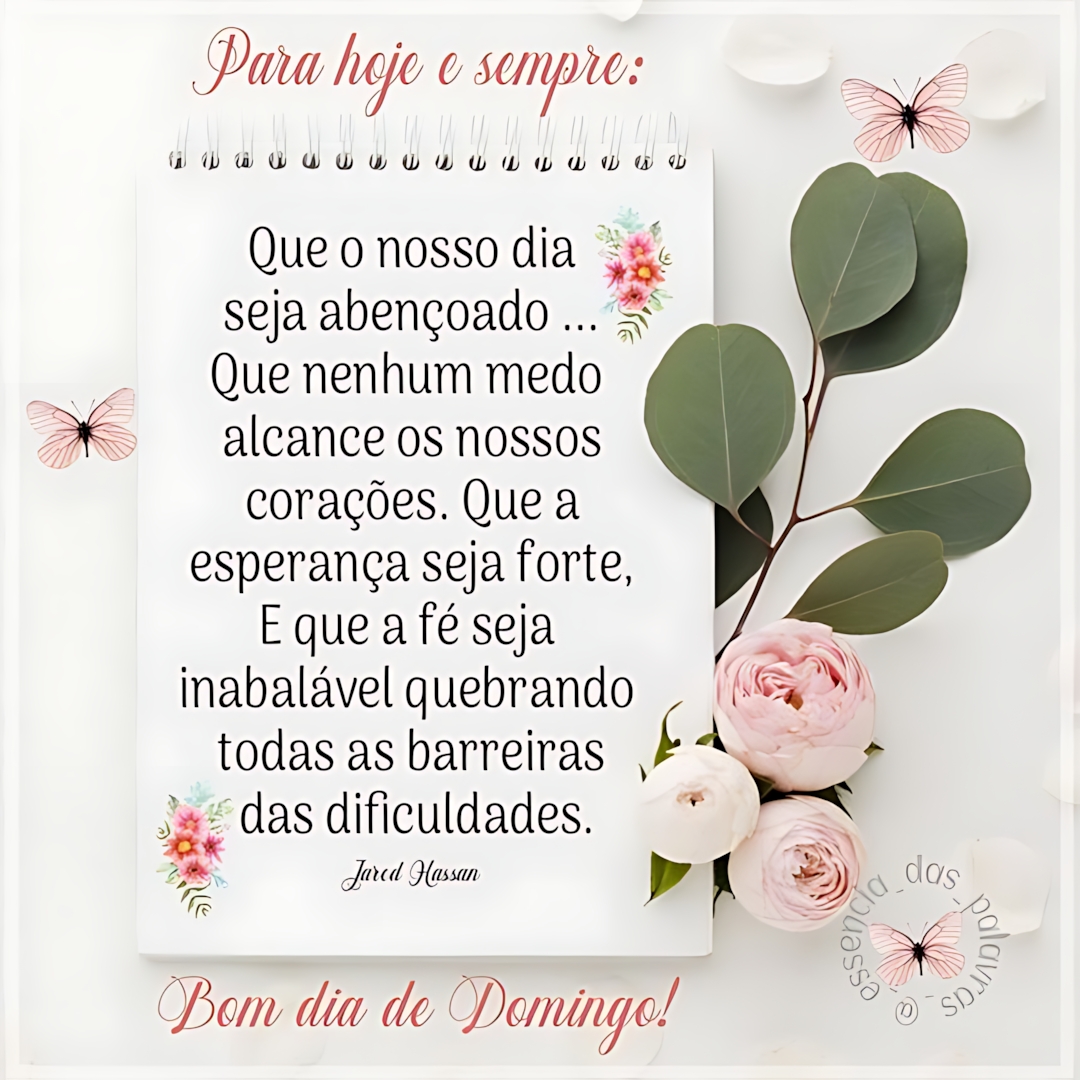 Para hoje e sempre:
Que o nosso dia
seja abençoado ...
Que nenhum medo
alcance os nossos
corações. Que a
esperança seja forte,
E que a fé seja
inabalável quebrando
todas as barreiras
das dificuldades.
Jared Hassan
@_essencia_das_palavras
Bom dia de Domingo!